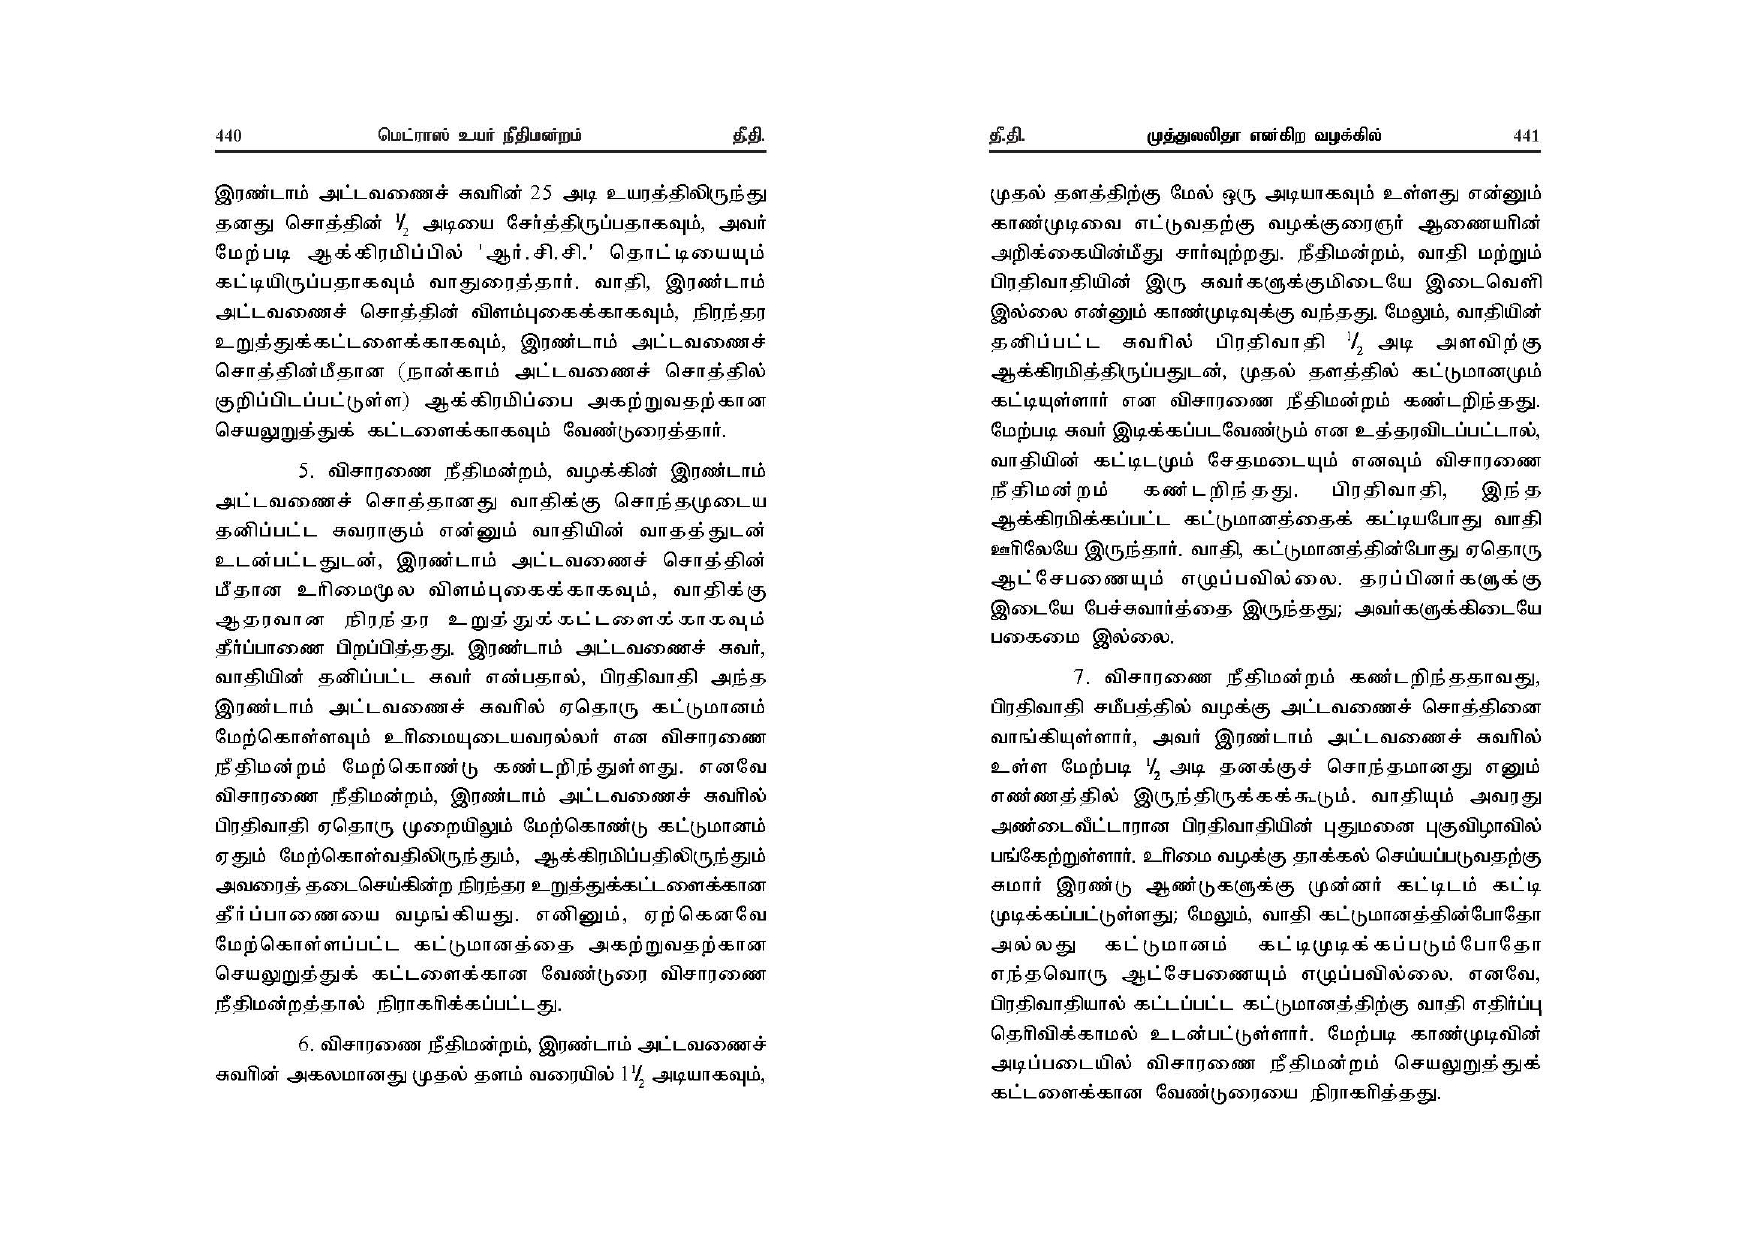 440 மெட்ராஸ் உயர் நீதிமன்றம் தீ.தி.
இரண்டாம் அட்டவணைச் சுவரின் 25 அடி உயரத்திலிருந்து
தனது சொத்தின் 1/2 அடியை சேர்த்திருப்பதாகவும், அவர்
மேற்படி ஆக்கிரமிப்பில் 'ஆர்.சி.சி.' தொட்டியையும்
கட்டியிருப்பதாகவும் வாதுரைத்தார். வாதி, இரண்டாம்
அட்டவணைச் சொத்தின் விளம்புகைக்காகவும், நிரந்தர
உறுத்துக்கட்டளைக்காகவும், இரண்டாம் அட்டவணைச்
சொத்தின்மீதான (நான்காம் அட்டவணைச் சொத்தில்
குறிப்பிடப்பட்டுள்ள) ஆக்கிரமிப்பை அகற்றுவதற்கான
செயலுறுத்துக் கட்டளைக்காகவும் வேண்டுரைத்தார்.
5. விசாரணை நீதிமன்றம், வழக்கின் இரண்டாம்
அட்டவணைச் சொத்தானது வாதிக்கு சொந்தமுடைய
தனிப்பட்ட சுவராகும் என்னும் வாதியின் வாதத்துடன்
உடன்பட்டதுடன், இரண்டாம் அட்டவணைச் சொத்தின்
மீதான உரிமைமூல விளம்புகைக்காகவும், வாதிக்கு
ஆதரவான நிரந்தர உறுத்துக்கட்டளைக்காகவும்
தீர்ப்பாணை பிறப்பித்தது. இரண்டாம் அட்டவணைச் சுவர்,
வாதியின் தனிப்பட்ட சுவர் என்பதால், பிரதிவாதி அந்த
இரண்டாம் அட்டவணைச் சுவரில் ஏதொரு கட்டுமானம்
மேற்கொள்ளவும் உரிமையுடையவரல்லர் என விசாரணை
நீதிமன்றம் மேற்கொண்டு கண்டறிந்துள்ளது. எனவே
விசாரணை நீதிமன்றம், இரண்டாம் அட்டவணைச் சுவரில்
பிரதிவாதி ஏதொரு முறையிலும் மேற்கொண்டு கட்டுமானம்
ஏதும் மேற்கொள்வதிலிருந்தும், ஆக்கிரமிப்பதிலிருந்தும்
அவரைத் தடைசெய்கின்ற நிரந்தர உறுத்துக்கட்டளைக்கான
தீர்ப்பாணையை வழங்கியது. எனினும், ஏற்கெனவே
மேற்கொள்ளப்பட்ட கட்டுமானத்தை அகற்றுவதற்கான
செயலுறுத்துக் கட்டளைக்கான வேண்டுரை விசாரணை
நீதிமன்றத்தால் நிராகரிக்கப்பட்டது.
6. விசாரணை நீதிமன்றம், இரண்டாம் அட்டவணைச்
சுவரின் அகலமானது முதல் தளம் வரையில் 1 1/2 அடியாகவும்,
தீ.தி. முத்துலலிதா என்கிற வழக்கில் 441
முதல் தளத்திற்கு மேல் ஒரு அடியாகவும் உள்ளது என்னும்
காண்முடிவை எட்டுவதற்கு வழக்குரைஞர் ஆணையரின்
அறிக்கையின்மீது சார்வுற்றது. நீதிமன்றம், வாதி மற்றும்
பிரதிவாதியின் இரு சுவர்களுக்குமிடையே இடைவெளி
இல்லை என்னும் காண்முடிவுக்கு வந்தது. மேலும், வாதியின்
தனிப்பட்ட சுவரில் பிரதிவாதி 1/2 அடி அளவிற்கு
ஆக்கிரமித்திருப்பதுடன், முதல் தளத்தில் கட்டுமானமும்
கட்டியுள்ளார் என விசாரணை நீதிமன்றம் கண்டறிந்தது.
மேற்படி சுவர் இடிக்கப்படவேண்டும் என உத்தரவிடப்பட்டால்,
வாதியின் கட்டிடமும் சேதமடையும் எனவும் விசாரணை
நீதிமன்றம் கண்டறிந்தது. பிரதிவாதி, இந்த
ஆக்கிரமிக்கப்பட்ட கட்டுமானத்தைக் கட்டியபோது வாதி
ஊரிலேயே இருந்தார். வாதி, கட்டுமானத்தின்போது ஏதொரு
ஆட்சேபணையும் எழுப்பவில்லை. தரப்பினர்களுக்கு
இடையே பேச்சுவார்த்தை இருந்தது; அவர்களுக்கிடையே
பகைமை இல்லை.
7. விசாரணை நீதிமன்றம் கண்டறிந்ததாவது,
பிரதிவாதி சமீபத்தில் வழக்கு அட்டவணைச் சொத்தினை
வாங்கியுள்ளார், அவர் இரண்டாம் அட்டவணைச் சுவரில்
உள்ள மேற்படி 1/2 அடி தனக்குச் சொந்தமானது எனும்
எண்ணத்தில் இருந்திருக்கக்கூடும். வாதியும் அவரது
அண்டைவீட்டாரான பிரதிவாதியின் புதுமனை புகுவிழாவில்
பங்கேற்றுள்ளார். உரிமை வழக்கு தாக்கல் செய்யப்படுவதற்கு
சுமார் இரண்டு ஆண்டுகளுக்கு முன்னர் கட்டிடம் கட்டி
முடிக்கப்பட்டுள்ளது; மேலும், வாதி கட்டுமானத்தின்போதோ
அல்லது கட்டுமானம் கட்டிமுடிக்கப்படும்போதோ
எந்தவொரு ஆட்சேபணையும் எழுப்பவில்லை. எனவே,
பிரதிவாதியால் கட்டப்பட்ட கட்டுமானத்திற்கு வாதி எதிர்ப்பு
தெரிவிக்காமல் உடன்பட்டுள்ளார். மேற்படி காண்முடிவின்
அடிப்படையில் விசாரணை நீதிமன்றம் செயலுறுத்துக்
கட்டளைக்கான வேண்டுரையை நிராகரித்தது.